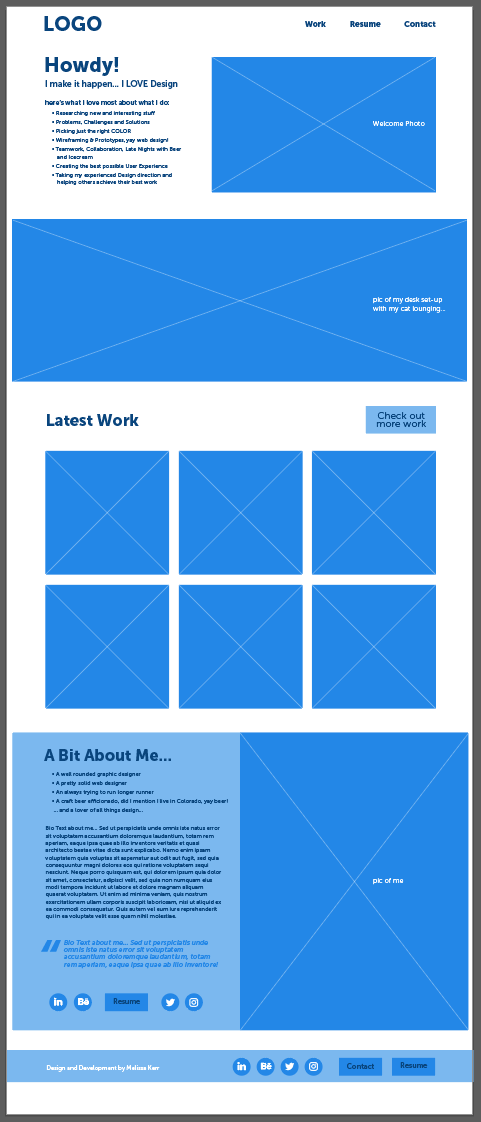 LOGO
Work Resume Contact
Howdy!
I make it happen... I LOVE Design
here's what I love most about what I do:
• Researching new and interesting stuff
• Problems, Challenges and Solutions
• Picking just the right COLOR
• Wireframing & Prototypes, yay web design!
• Teamwork, Collaboration, Late Nights with Beer
and Icecream
• Creating the best possible User Experience
• Taking my experienced Design direction and
helping others achieve their best work
Welcome Photo
pic of my desk set-up
with my cat lounging...
Latest Work
Check out
more work
A Bit About Me...
• A well rounded graphic designer
• A pretty solid web designer
• An always trying to run longer runner
• A craft beer afficionado, did I mention I live in Colorado, yay beer!
... and a lover of all things design...
Bio Text about me... Sed ut perspiciatis unde omnis iste natus error
sit voluptatem accusantium doloremque laudantium, totam rem
aperiam, eaque ipsa quae ab illo inventore veritatis et quasi
architecto beatae vitae dicta sunt explicabo. Nemo enim ipsam
voluptatem quia voluptas sit aspernatur aut odit aut fugit, sed quia
consequuntur magni dolores eos qui ratione voluptatem sequi
nesciunt. Neque porro quisquam est, qui dolorem ipsum quia dolor
sit amet, consectetur, adipisci velit, sed quia non numquam eius
modi tempora incidunt ut labore et dolore magnam aliquam
quaerat voluptatem. Ut enim ad minima veniam, quis nostrum
exercitationem ullam corporis suscipit laboriosam, nisi ut aliquid ex
ea commodi consequatur. Quis autem vel eum iure reprehenderit
qui in ea voluptate velit esse quam nihil molestiae.
Bio Text about me... Sed ut perspiciatis unde
omnis iste natus error sit voluptatem
accusantium doloremque laudantium, totam
rem aperiam, eaque ipsa quae ab illo inventore!
in Bē Resume
pic of me
Design and Development by Melissa Kerr
in Bē Contact Resume